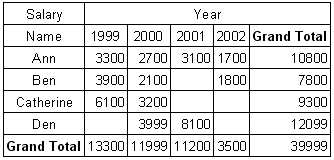 Salary Year
Name 1999 2000 2001 2002 Grand Total
Ann 3300 2700 3100 1700 10800
Ben 3900 2100 1800 7800
Catherine 6100 3200 9300
Den 3999 8100 12099
Grand Total 13300 11999 11200 3500 39999